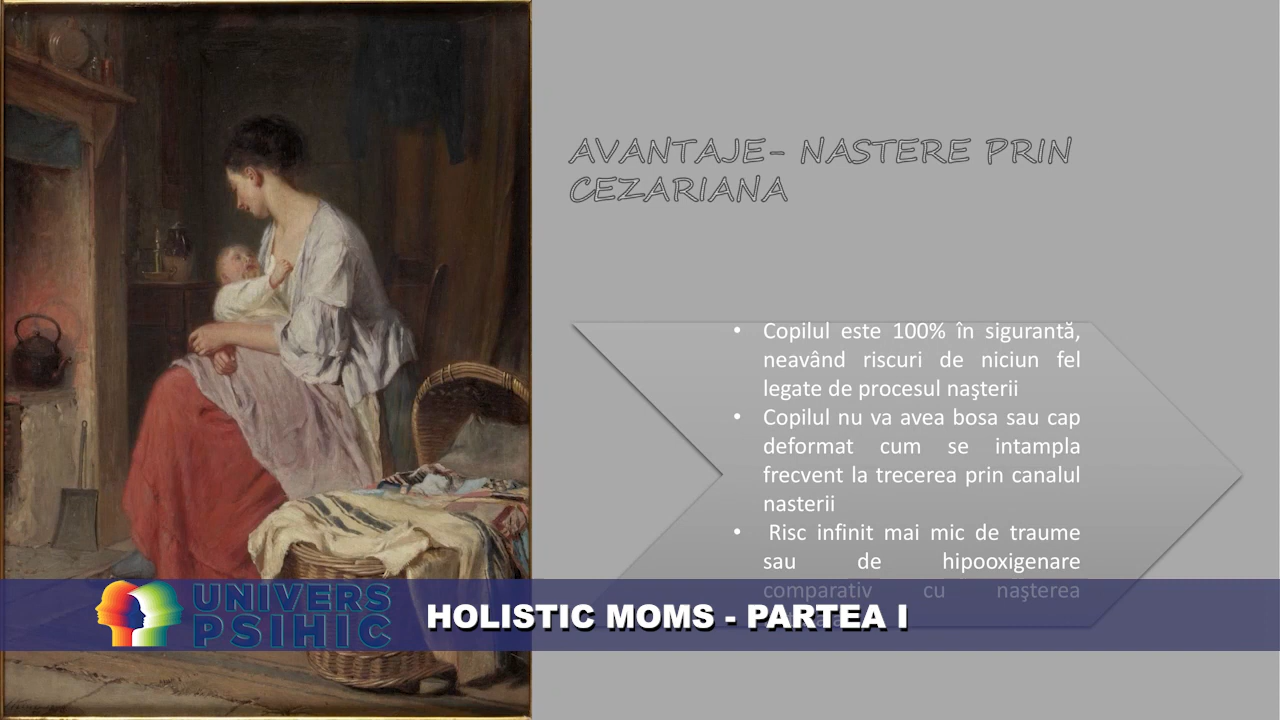 AVANTAJE- NASTERE PRIN
CEZARIANA
• Copilul este 100% în sigurantă,
neavând riscuri de niciun fel
legate de procesul naşterii
• Copilul nu va avea bosa sau cap
deformat cum se intampla
frecvent la trecerea prin canalul
nasterii
• Risc infinit mai mic de traume
sau de hipooxigenare
comparativ cu naşterea
UNIVERS
PSIHIC
HOLISTIC MOMS - PARTEA I